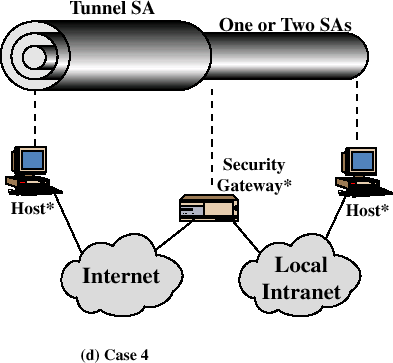 Tunnel SA
One or Two SAs
Security
Gateway*
Host*
Host*
Internet
Local
Intranet
(d) Case 4